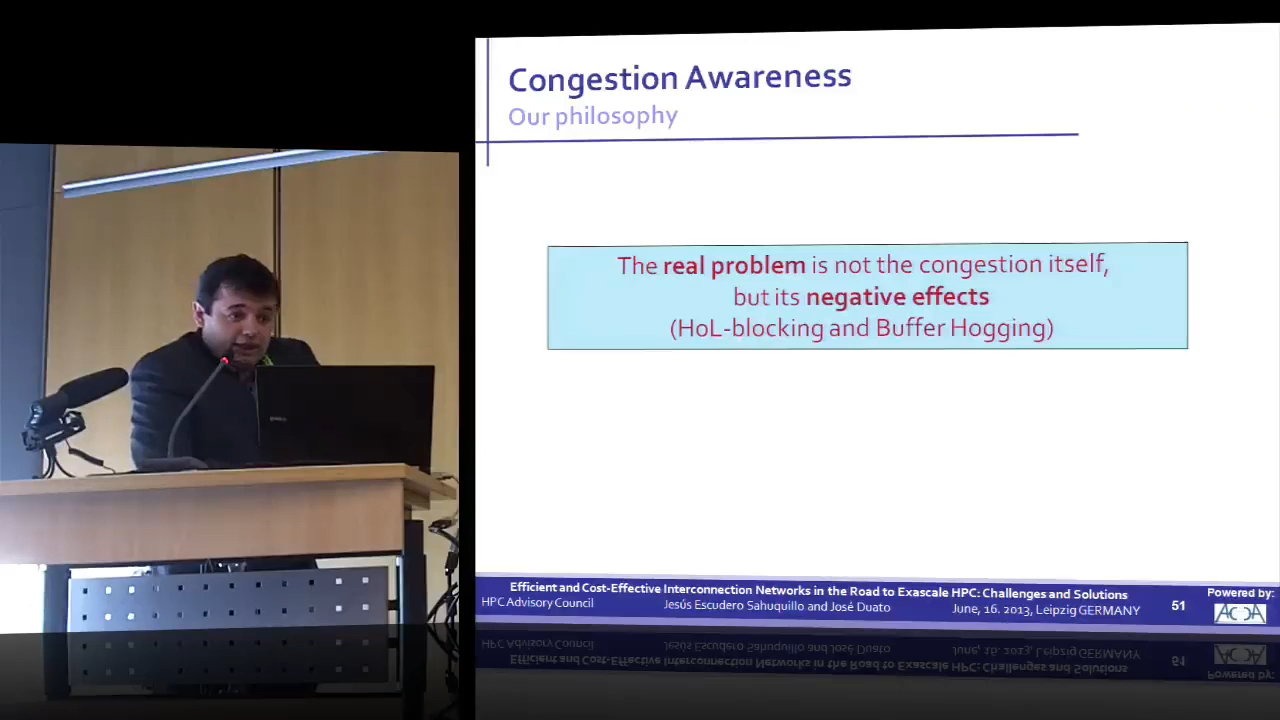 Congestion Awareness
Our philosophy
The real problem is not the congestion itself,
but its negative effects
(HoL-blocking and Buffer Hogging)
Efficient and Cost-Effective Interconnection Networks in the Road to Exascale HPC: Challenges and Solutions
HPC Advisory Council
Jesús Escudero Sahuquillo and José Duato
June, 16. 2013, Leipzig GERMANY
51
Powered by: